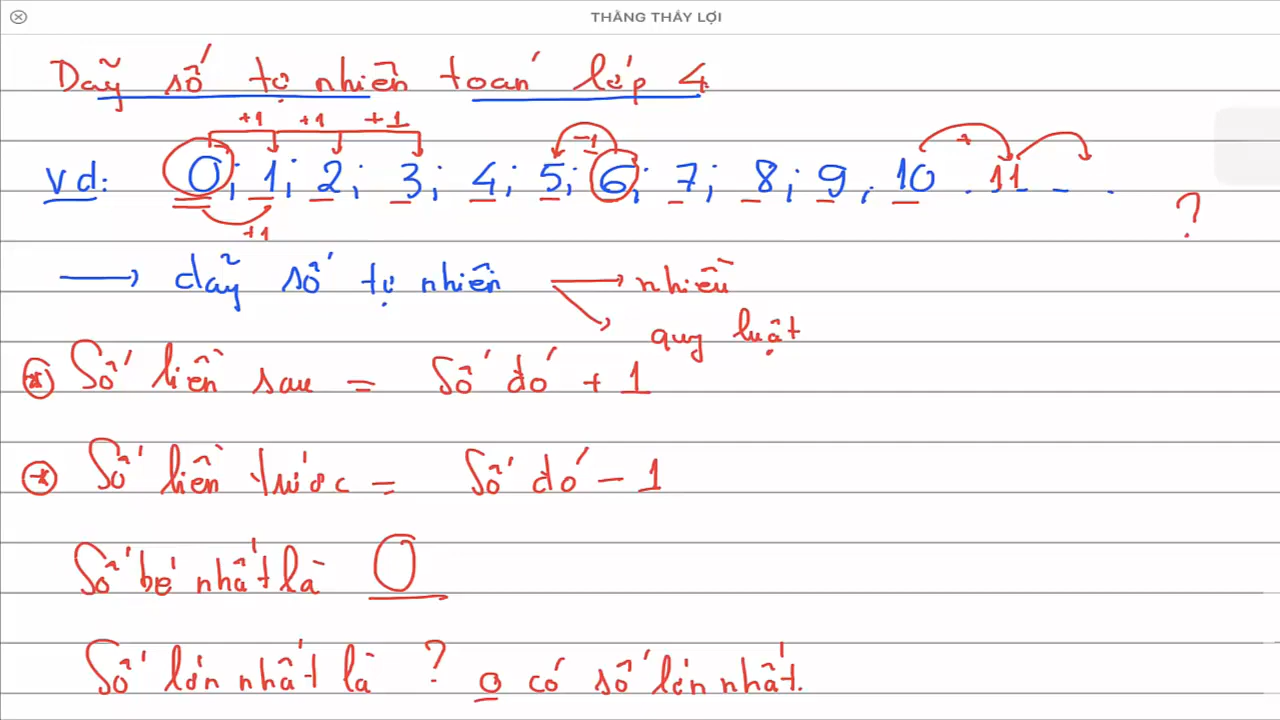 THẰNG THẦY LỢI
Dãy số tự nhiên toán lớp 4
+1 +1 +1 -1 +
Vd: 0; 1; 2; 3; 4; 5; 6; 7; 8; 9. 10 . 11 - - .
+1 ?
→ dãy số tự nhiên → nhiều
quy luật
* Số liền sau = Số đó + 1
* Số liền trước = Số đó - 1
Số bé nhất là 0
Số lớn nhất là ? o có số lớn nhất.